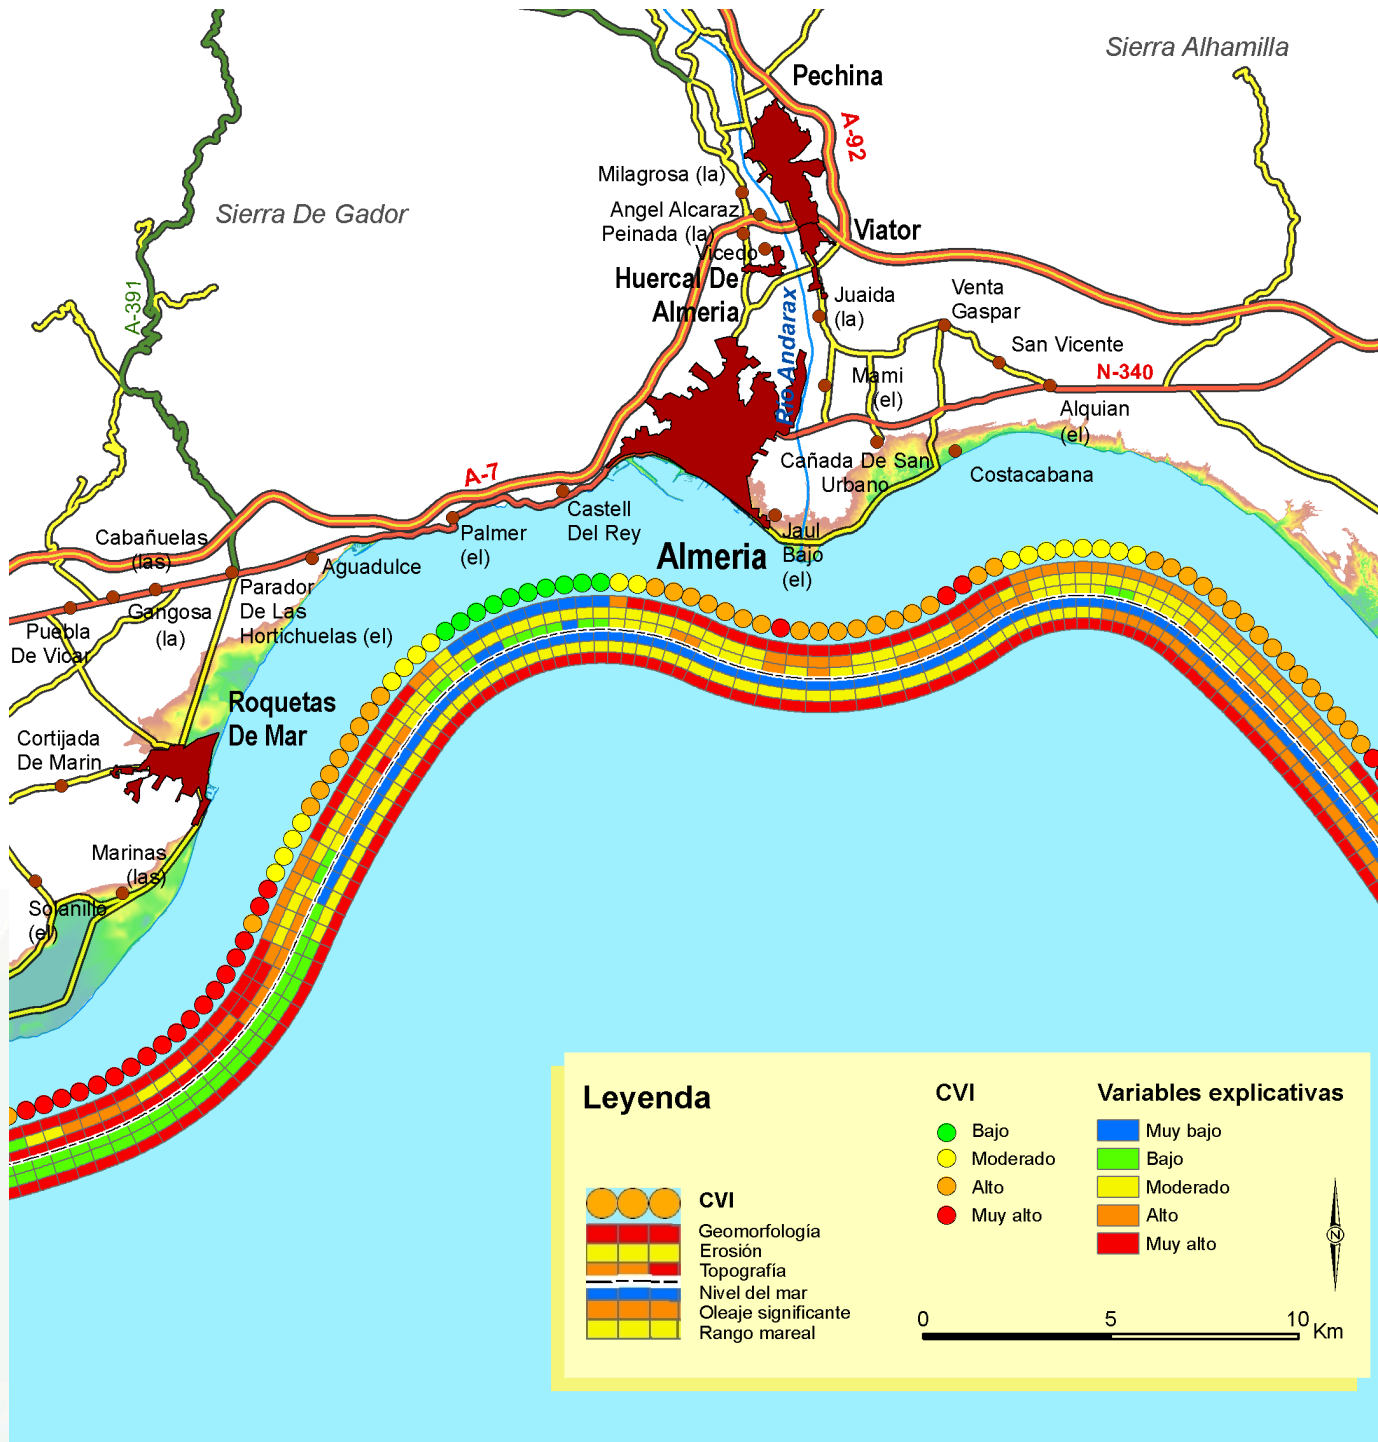 Sierra Alhamilla
Pechina
A-92
Milagrosa (la)
Sierra De Gador
Angel Alcaraz
Peinada (la)
Viator
Vicedo
Huercal De
Almeria
Juaida
(la)
Venta
Gaspar
A-391
Rio Andarax
San Vicente
Mami
(el)
N-340
Alquian
(el)
Cañada De San
Urbano
Costacabana
A-7
Castell
Del Rey
Palmer
(el)
Almeria
Jaul
Bajo
(el)
Cabañuelas
(las)
Aguadulce
Gangosa
(la)
Parador
De Las
Hortichuelas (el)
Puebla
De Vicar
Roquetas
De Mar
Cortijada
De Marin
Marinas
(las)
Solanillo
(el)
Leyenda
CVI
Geomorfología
Erosión
Topografía
Nivel del mar
Oleaje significante
Rango mareal
CVI
Bajo
Moderado
Alto
Muy alto
Variables explicativas
Muy bajo
Bajo
Moderado
Alto
Muy alto
N
0 5 10 Km